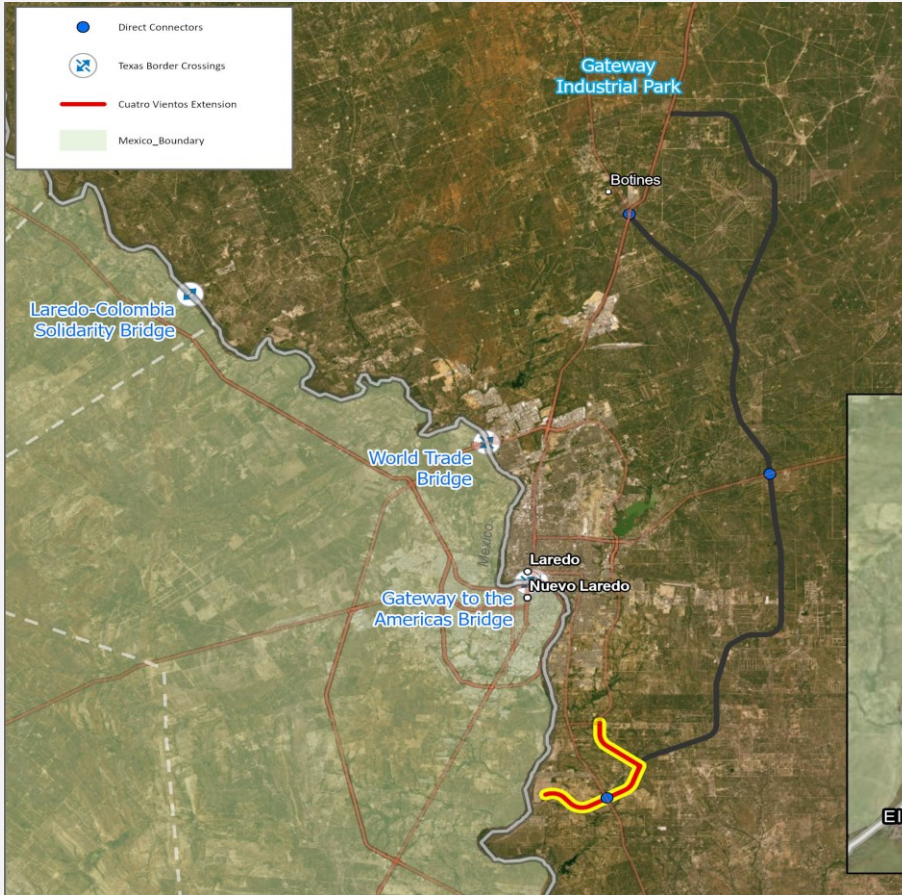 Direct Connectors
Texas Border Crossings
Cuatro Vientos Extension
Mexico_Boundary
Gateway
Industrial Park
Botines
Laredo-Colombia
Solidarity Bridge
World Trade
Bridge
Mexico
Laredo
Nuevo Laredo
Gateway to the
Americas Bridge
El